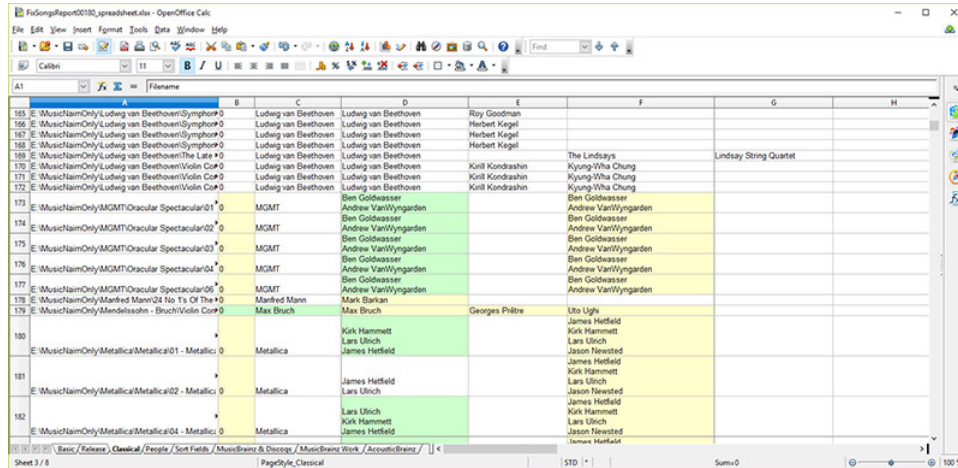 FixSongsReport00180_spreadsheet.xlsx - OpenOffice Calc
File Edit View Insert Format Tools Data Window Help
Find
Calibri 11 B I U
A1 Filename
A B C D E F G H
165 E:\MusicNaimOnly\Ludwig van Beethoven\Symphor 0 Ludwig van Beethoven Ludwig van Beethoven Roy Goodman
166 E:\MusicNaimOnly\Ludwig van Beethoven\Symphor 0 Ludwig van Beethoven Ludwig van Beethoven Herbert Kegel
167 E:\MusicNaimOnly\Ludwig van Beethoven\Symphor 0 Ludwig van Beethoven Ludwig van Beethoven Herbert Kegel
168 E:\MusicNaimOnly\Ludwig van Beethoven\Symphor 0 Ludwig van Beethoven Ludwig van Beethoven Herbert Kegel
169 E:\MusicNaimOnly\Ludwig van Beethoven\The Late 0 Ludwig van Beethoven Ludwig van Beethoven The Lindsays Lindsay String Quartet
170 E:\MusicNaimOnly\Ludwig van Beethoven\Violin Co 0 Ludwig van Beethoven Ludwig van Beethoven Kirill Kondrashin Kyung-Wha Chung
171 E:\MusicNaimOnly\Ludwig van Beethoven\Violin Co 0 Ludwig van Beethoven Ludwig van Beethoven Kirill Kondrashin Kyung-Wha Chung
172 E:\MusicNaimOnly\Ludwig van Beethoven\Violin Co 0 Ludwig van Beethoven Ludwig van Beethoven Kirill Kondrashin Kyung-Wha Chung
Ben Goldwasser Ben Goldwasser
173 E:\MusicNaimOnly\MGMT\Oracular Spectacular\01 0 MGMT Andrew VanWyngarden Andrew VanWyngarden
Ben Goldwasser Ben Goldwasser
174 E:\MusicNaimOnly\MGMT\Oracular Spectacular\02 0 MGMT Andrew VanWyngarden Andrew VanWyngarden
Ben Goldwasser Ben Goldwasser
175 E:\MusicNaimOnly\MGMT\Oracular Spectacular\03 0 MGMT Andrew VanWyngarden Andrew VanWyngarden
Ben Goldwasser Ben Goldwasser
176 E:\MusicNaimOnly\MGMT\Oracular Spectacular\04 0 MGMT Andrew VanWyngarden Andrew VanWyngarden
Ben Goldwasser Ben Goldwasser
177 E:\MusicNaimOnly\MGMT\Oracular Spectacular\06 0 MGMT Andrew VanWyngarden Andrew VanWyngarden
178 E:\MusicNaimOnly\Manfred Mann\24 No 1's Of The 0 Manfred Mann Mark Barkan
179 E:\MusicNaimOnly\Mendelssohn - Bruch\Violin Con 0 Max Bruch Max Bruch Georges Prêtre Uto Ughi
James Hetfield
Kirk Hammett Kirk Hammett
Lars Ulrich Lars Ulrich
180 E:\MusicNaimOnly\Metallica\Metallica\01 - Metallic 0 Metallica James Hetfield Jason Newsted
James Hetfield
Kirk Hammett
James Hetfield Lars Ulrich
181 E:\MusicNaimOnly\Metallica\Metallica\02 - Metallic 0 Metallica Lars Ulrich Jason Newsted
James Hetfield
Lars Ulrich Kirk Hammett
Kirk Hammett Lars Ulrich
182 E:\MusicNaimOnly\Metallica\Metallica\04 - Metallic 0 Metallica James Hetfield Jason Newsted
James Hetfield
Basic Release Classical People Sort Fields MusicBrainz & Discogs MusicBrainz Work AcousticBrainz
Sheet 3 / 8 PageStyle_Classical STD * Sum=0 100